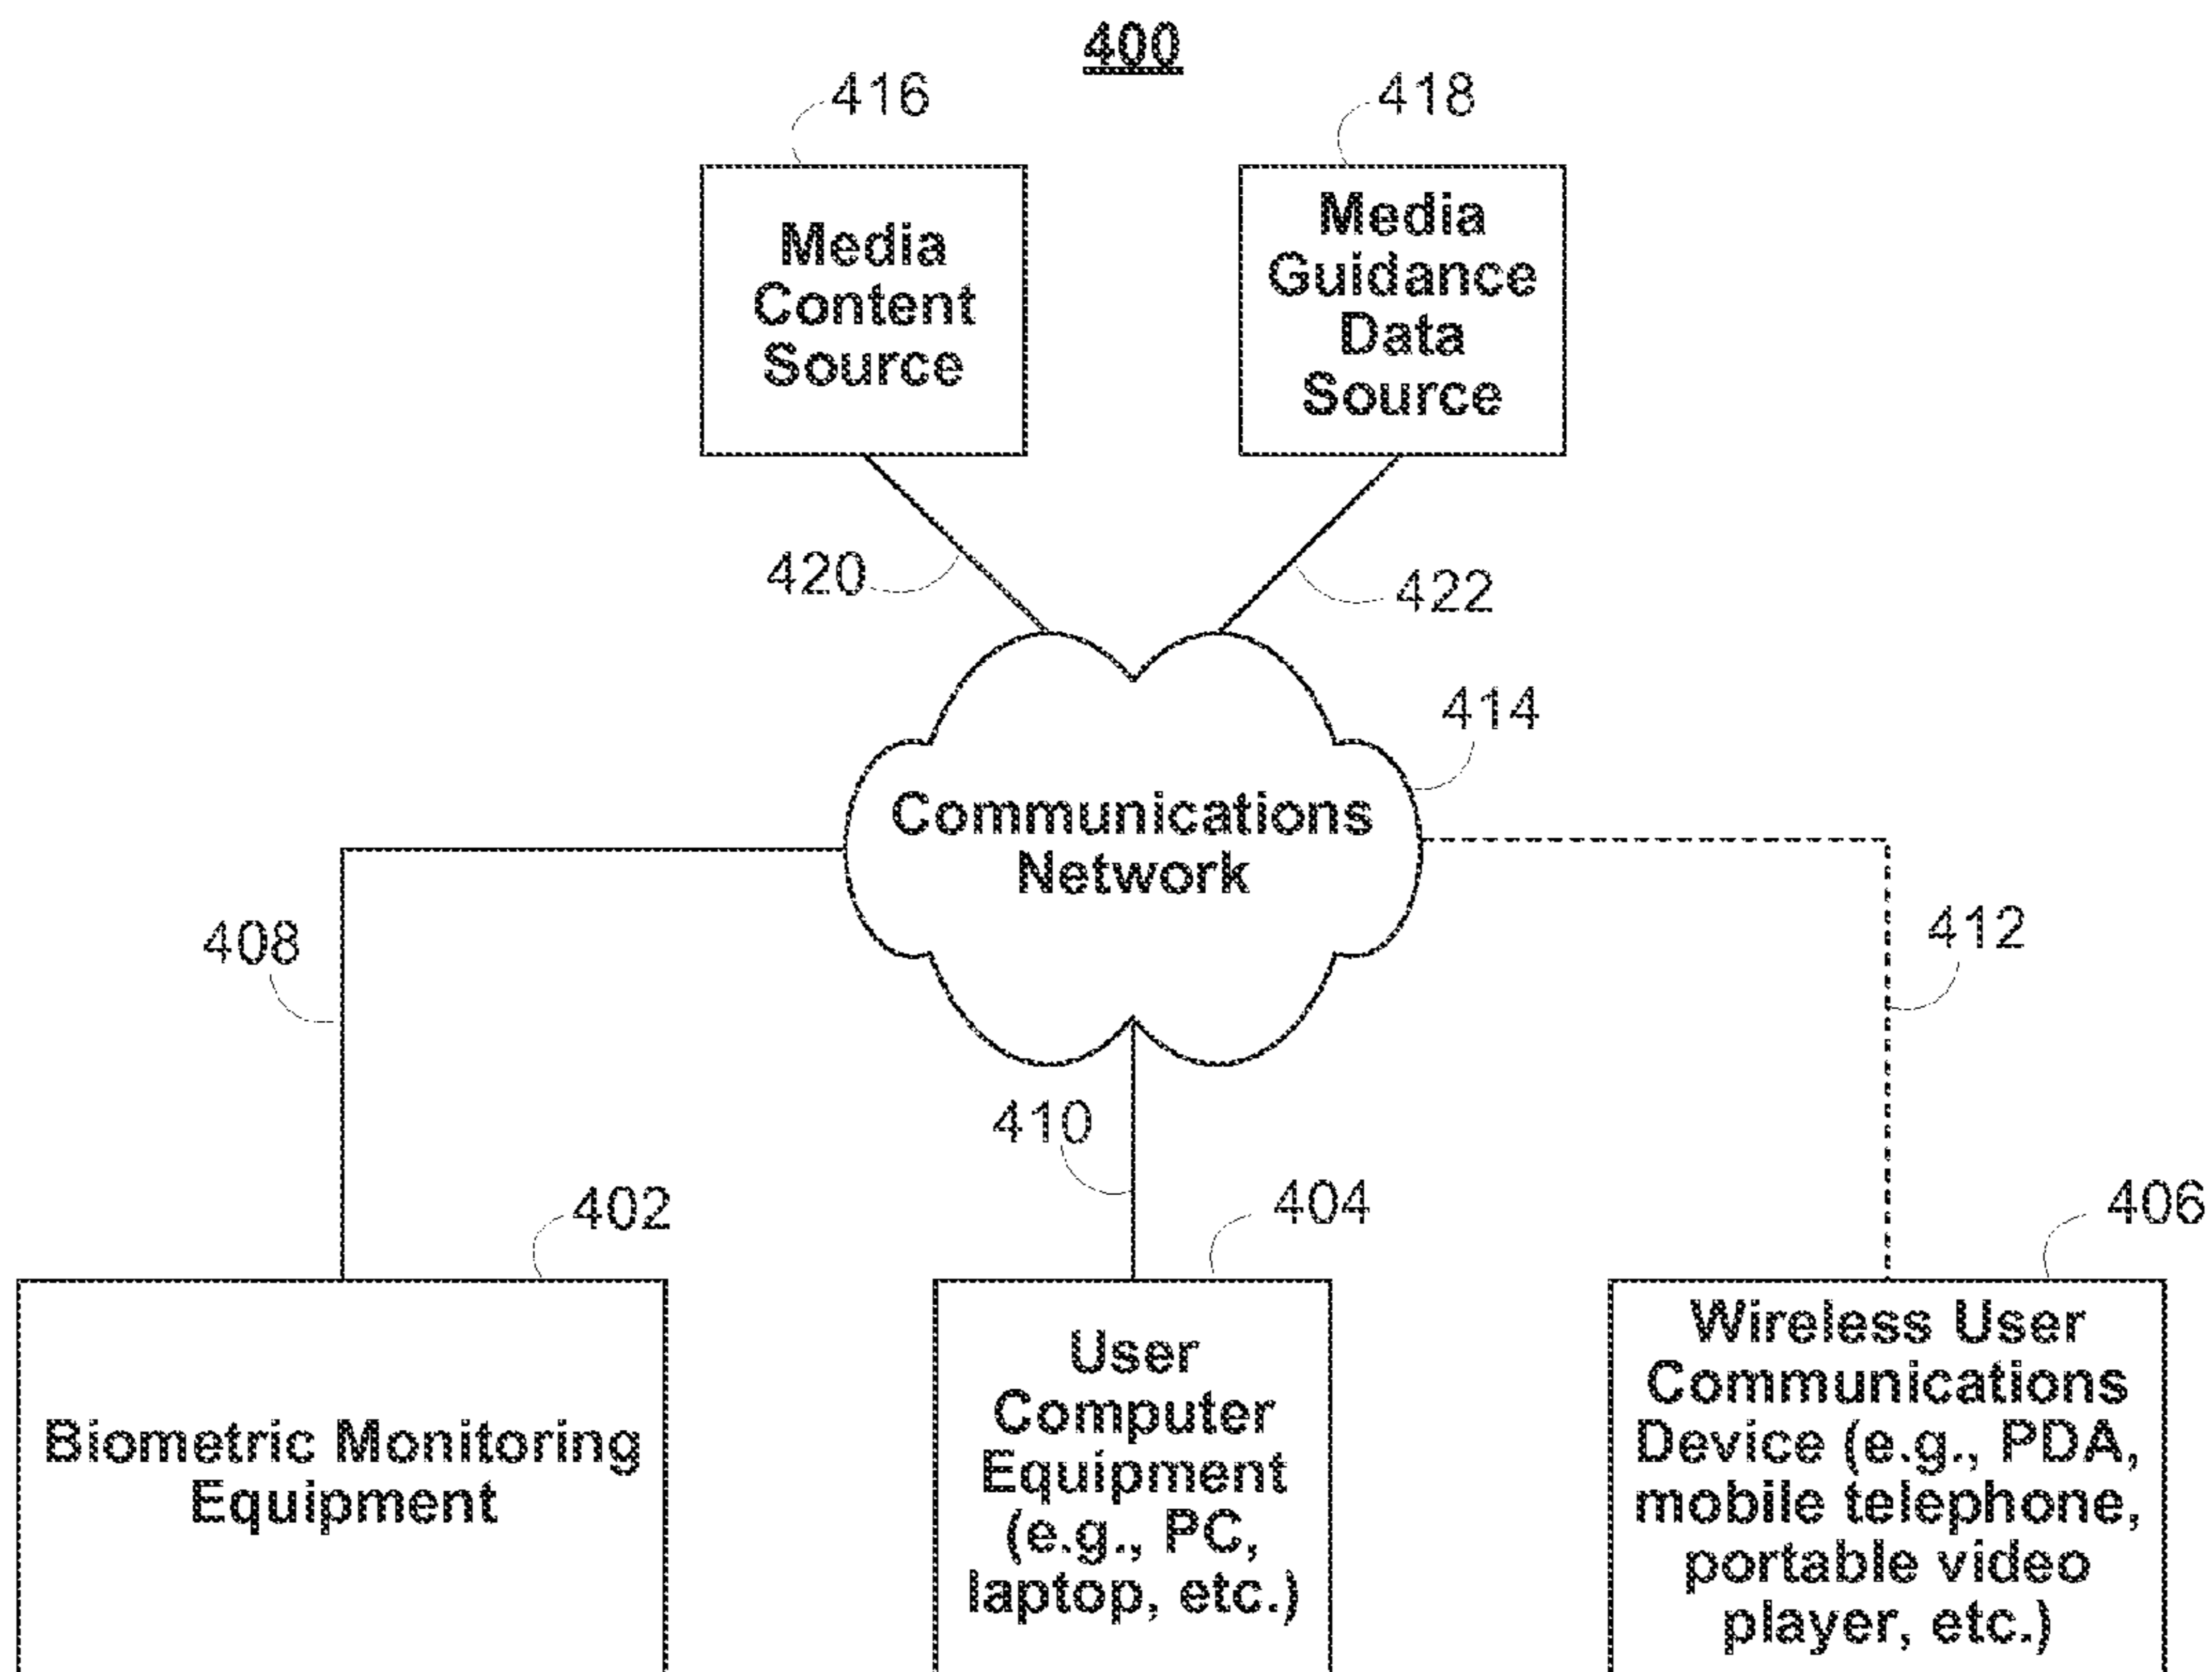 400
416
418
Media
Content
Source
Media
Guidance
Data
Source
420
422
414
Communications
Network
408
412
410
402
404
406
Biometric Monitoring
Equipment
User
Computer
Equipment
(e.g., PC,
laptop, etc.)
Wireless User
Communications
Device (e.g., PDA,
mobile telephone,
portable video
player, etc.)